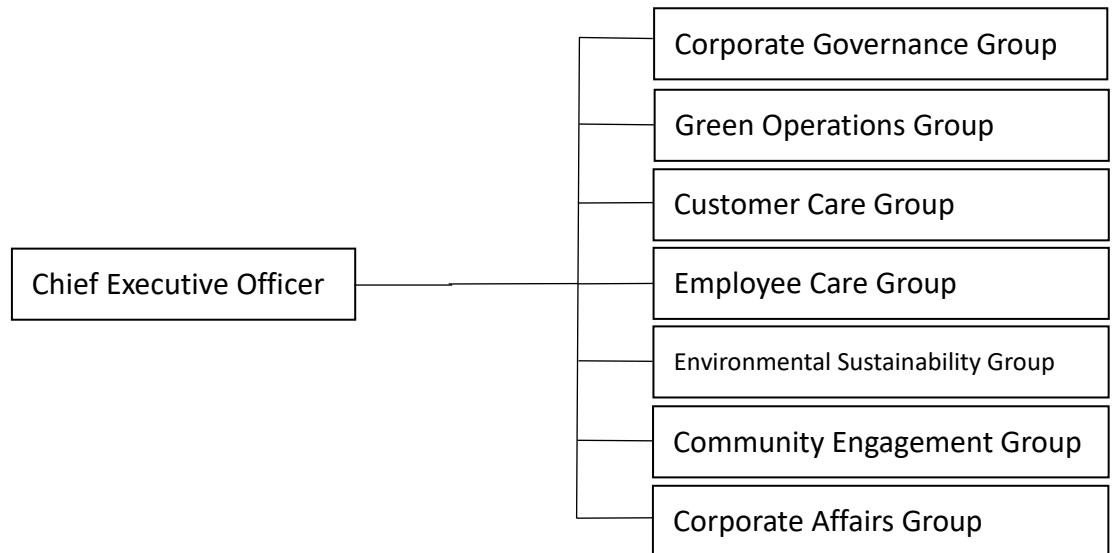 Corporate Governance Group
Green Operations Group
Customer Care Group
Chief Executive Officer
Employee Care Group
Environmental Sustainability Group
Community Engagement Group
Corporate Affairs Group